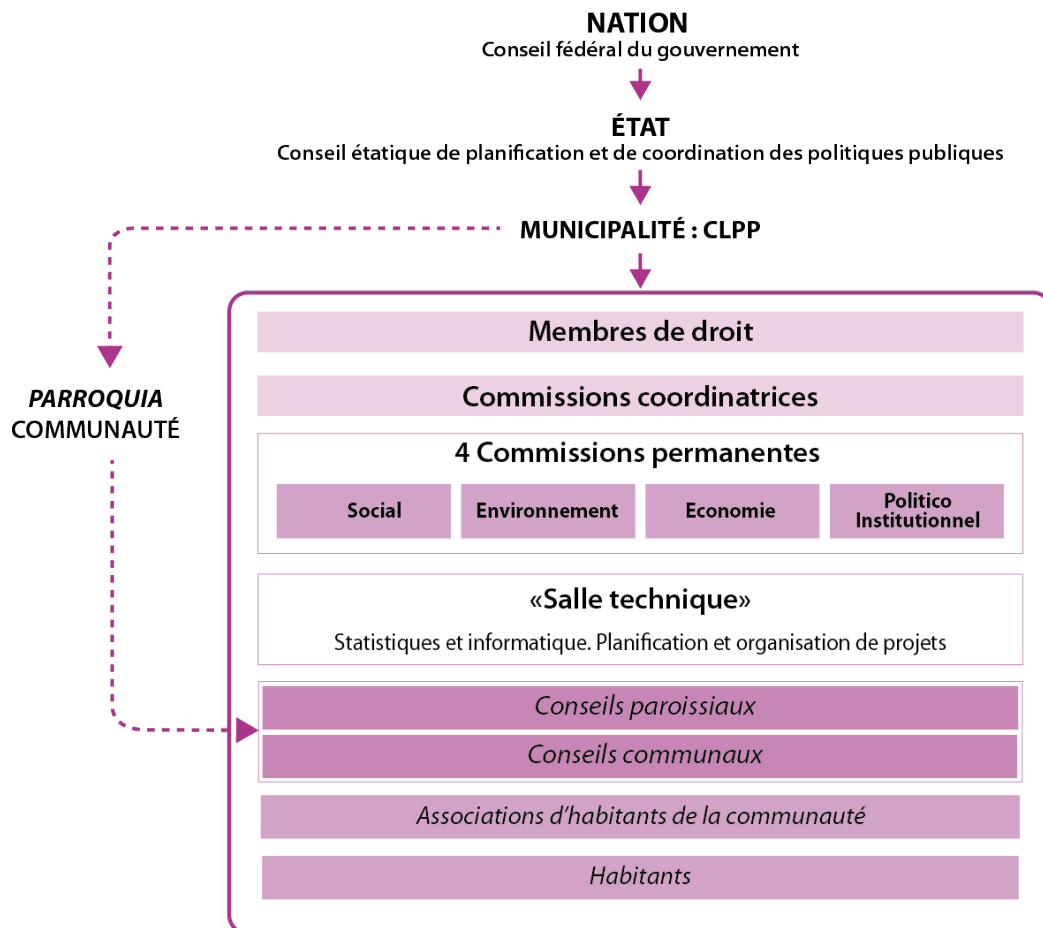 NATION
Conseil fédéral du gouvernement
ÉTAT
Conseil étatique de planification et de coordination des politiques publiques
MUNICIPALITÉ : CLPP
PARROQUIA
COMMUNAUTÉ
Membres de droit
Commissions coordinatrices
4 Commissions permanentes
Social
Environnement
Economie
Politico
Institutionnel
«Salle technique»
Statistiques et informatique. Planification et organisation de projets
Conseils paroissiaux
Conseils communaux
Associations d’habitants de la communauté
Habitants